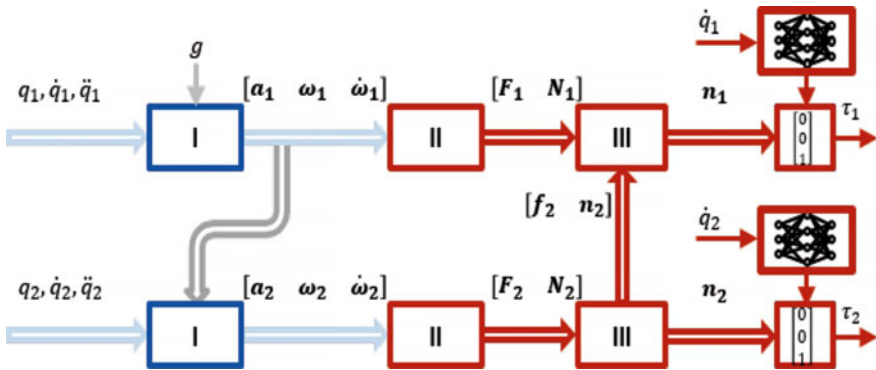 q̇₁
g
q₁, q̇₁, q̈₁
[a₁ ω₁ ω̇₁]
[F₁ N₁]
n₁
τ₁
I
II
III
[0 0 1]
[f₂ n₂]
q̇₂
q₂, q̇₂, q̈₂
[a₂ ω₂ ω̇₂]
[F₂ N₂]
n₂
τ₂
I
II
III
[0 0 1]